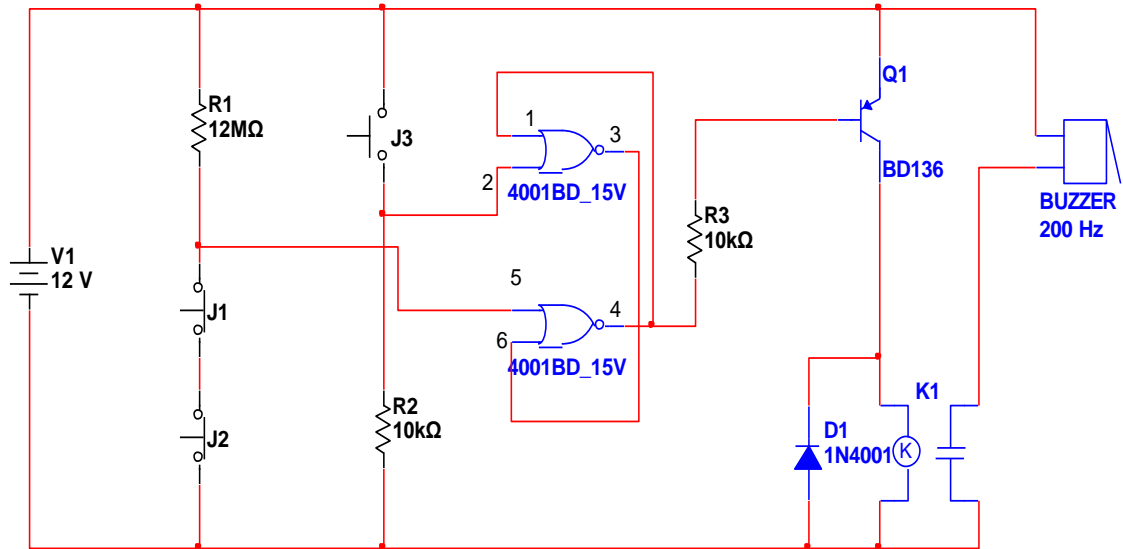 R1
12MΩ
J3
1
3
2
4001BD_15V
Q1
BD136
BUZZER
200 Hz
R3
10kΩ
V1
12 V
J1
5
4
6
4001BD_15V
J2
R2
10kΩ
D1
1N4001
K
K1